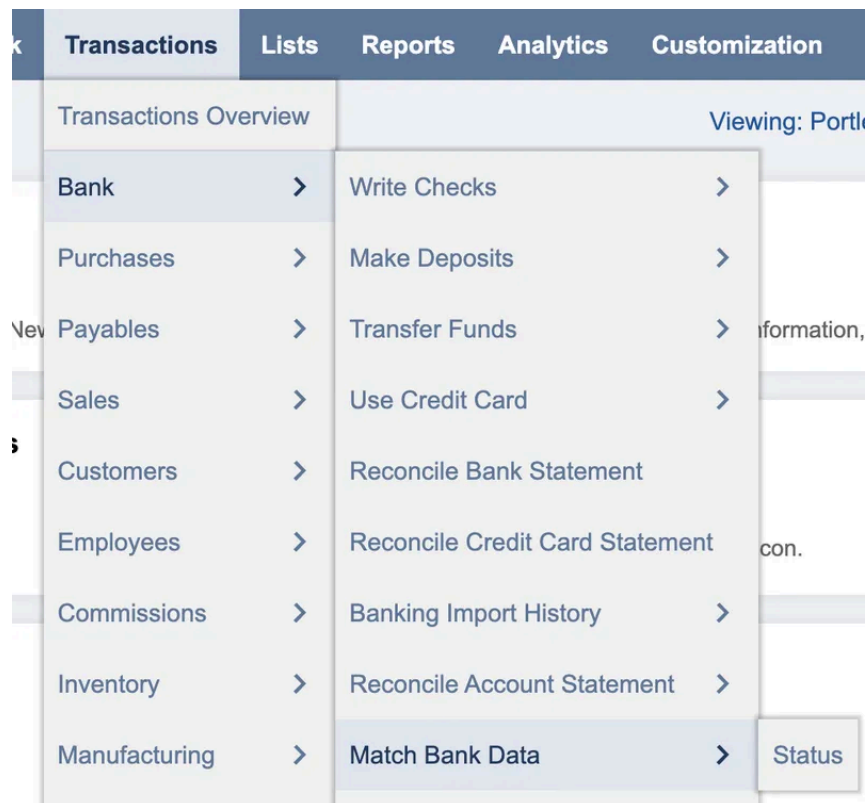 Transactions Lists Reports Analytics Customization
Transactions Overview
Viewing:
Bank
Write Checks
Purchases
Make Deposits
Payables
Transfer Funds
Sales
Use Credit Card
Customers
Reconcile Bank Statement
Employees
Reconcile Credit Card Statement
con.
Commissions
Banking Import History
Inventory
Reconcile Account Statement
Manufacturing
Match Bank Data
Status